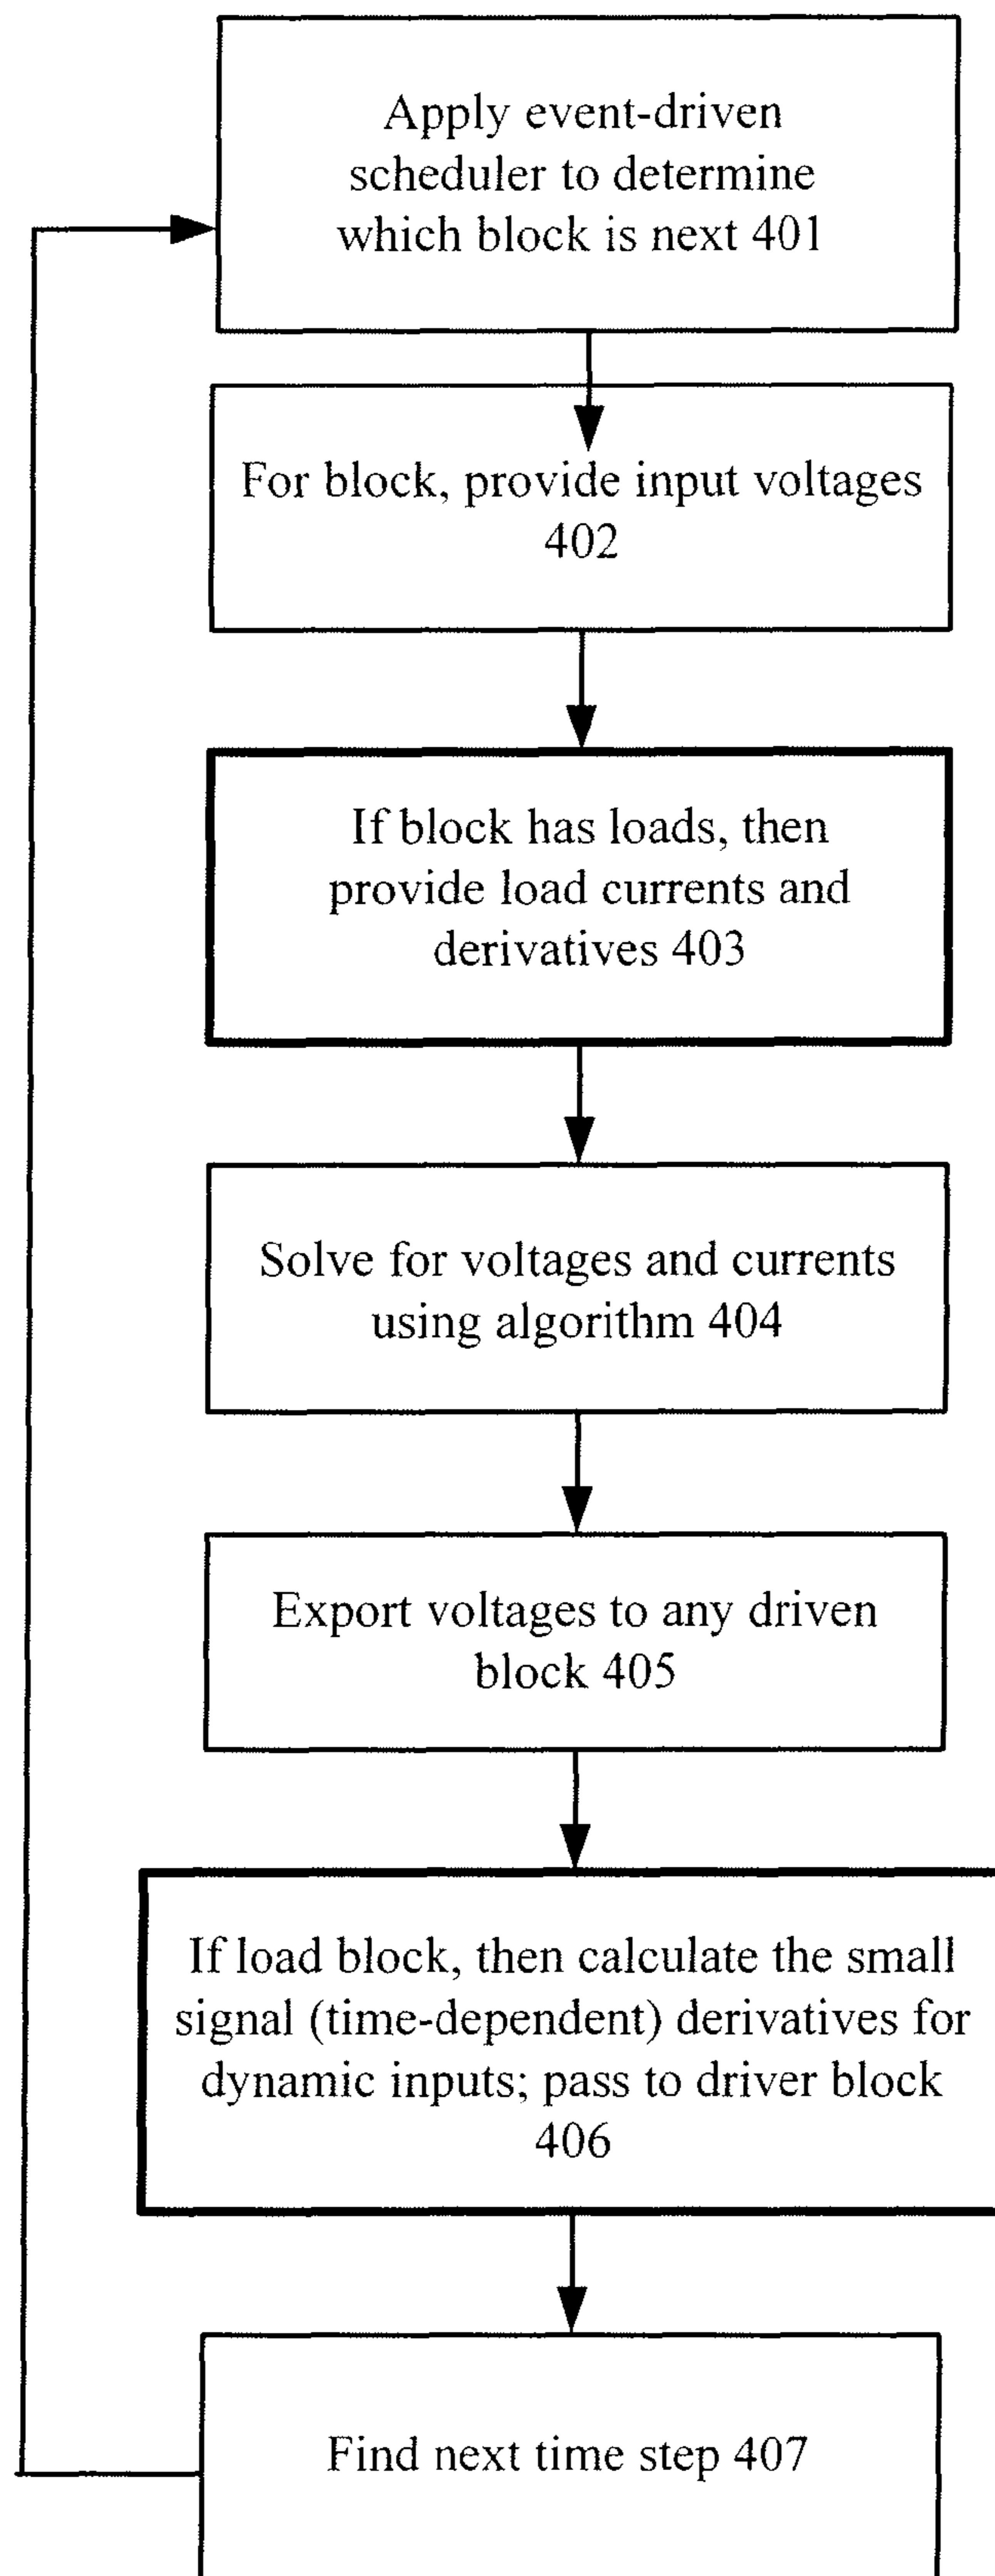 Apply event-driven
scheduler to determine
which block is next 401
For block, provide input voltages
402
If block has loads, then
provide load currents and
derivatives 403
Solve for voltages and currents
using algorithm 404
Export voltages to any driven
block 405
If load block, then calculate the small
signal (time-dependent) derivatives for
dynamic inputs; pass to driver block
406
Find next time step 407